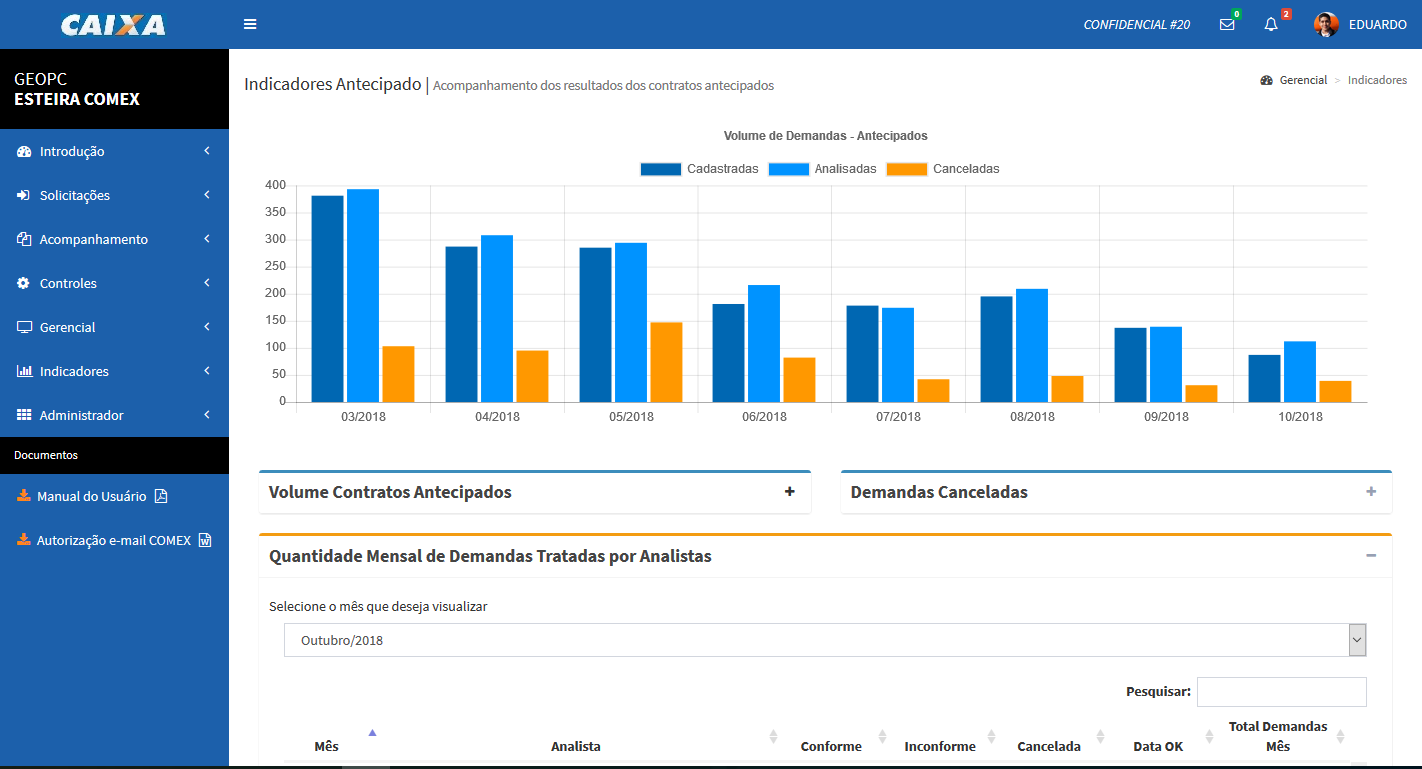 CAIXA
CONFIDENCIAL #20
0
2
EDUARDO
GEOPC
ESTEIRA COMEX
Introdução
Solicitações
Acompanhamento
Controles
Gerencial
Indicadores
Administrador
Documentos
Manual do Usuário
Autorização e-mail COMEX
Indicadores Antecipado | Acompanhamento dos resultados dos contratos antecipados
Gerencial > Indicadores
Volume de Demandas - Antecipados
Cadastradas Analisadas Canceladas
400
350
300
250
200
150
100
50
0
03/2018 04/2018 05/2018 06/2018 07/2018 08/2018 09/2018 10/2018
Volume Contratos Antecipados +
Demandas Canceladas +
Quantidade Mensal de Demandas Tratadas por Analistas −
Selecione o mês que deseja visualizar
Outubro/2018
Pesquisar:
Mês Analista Conforme Inconforme Cancelada Data OK Total Demandas
Mês